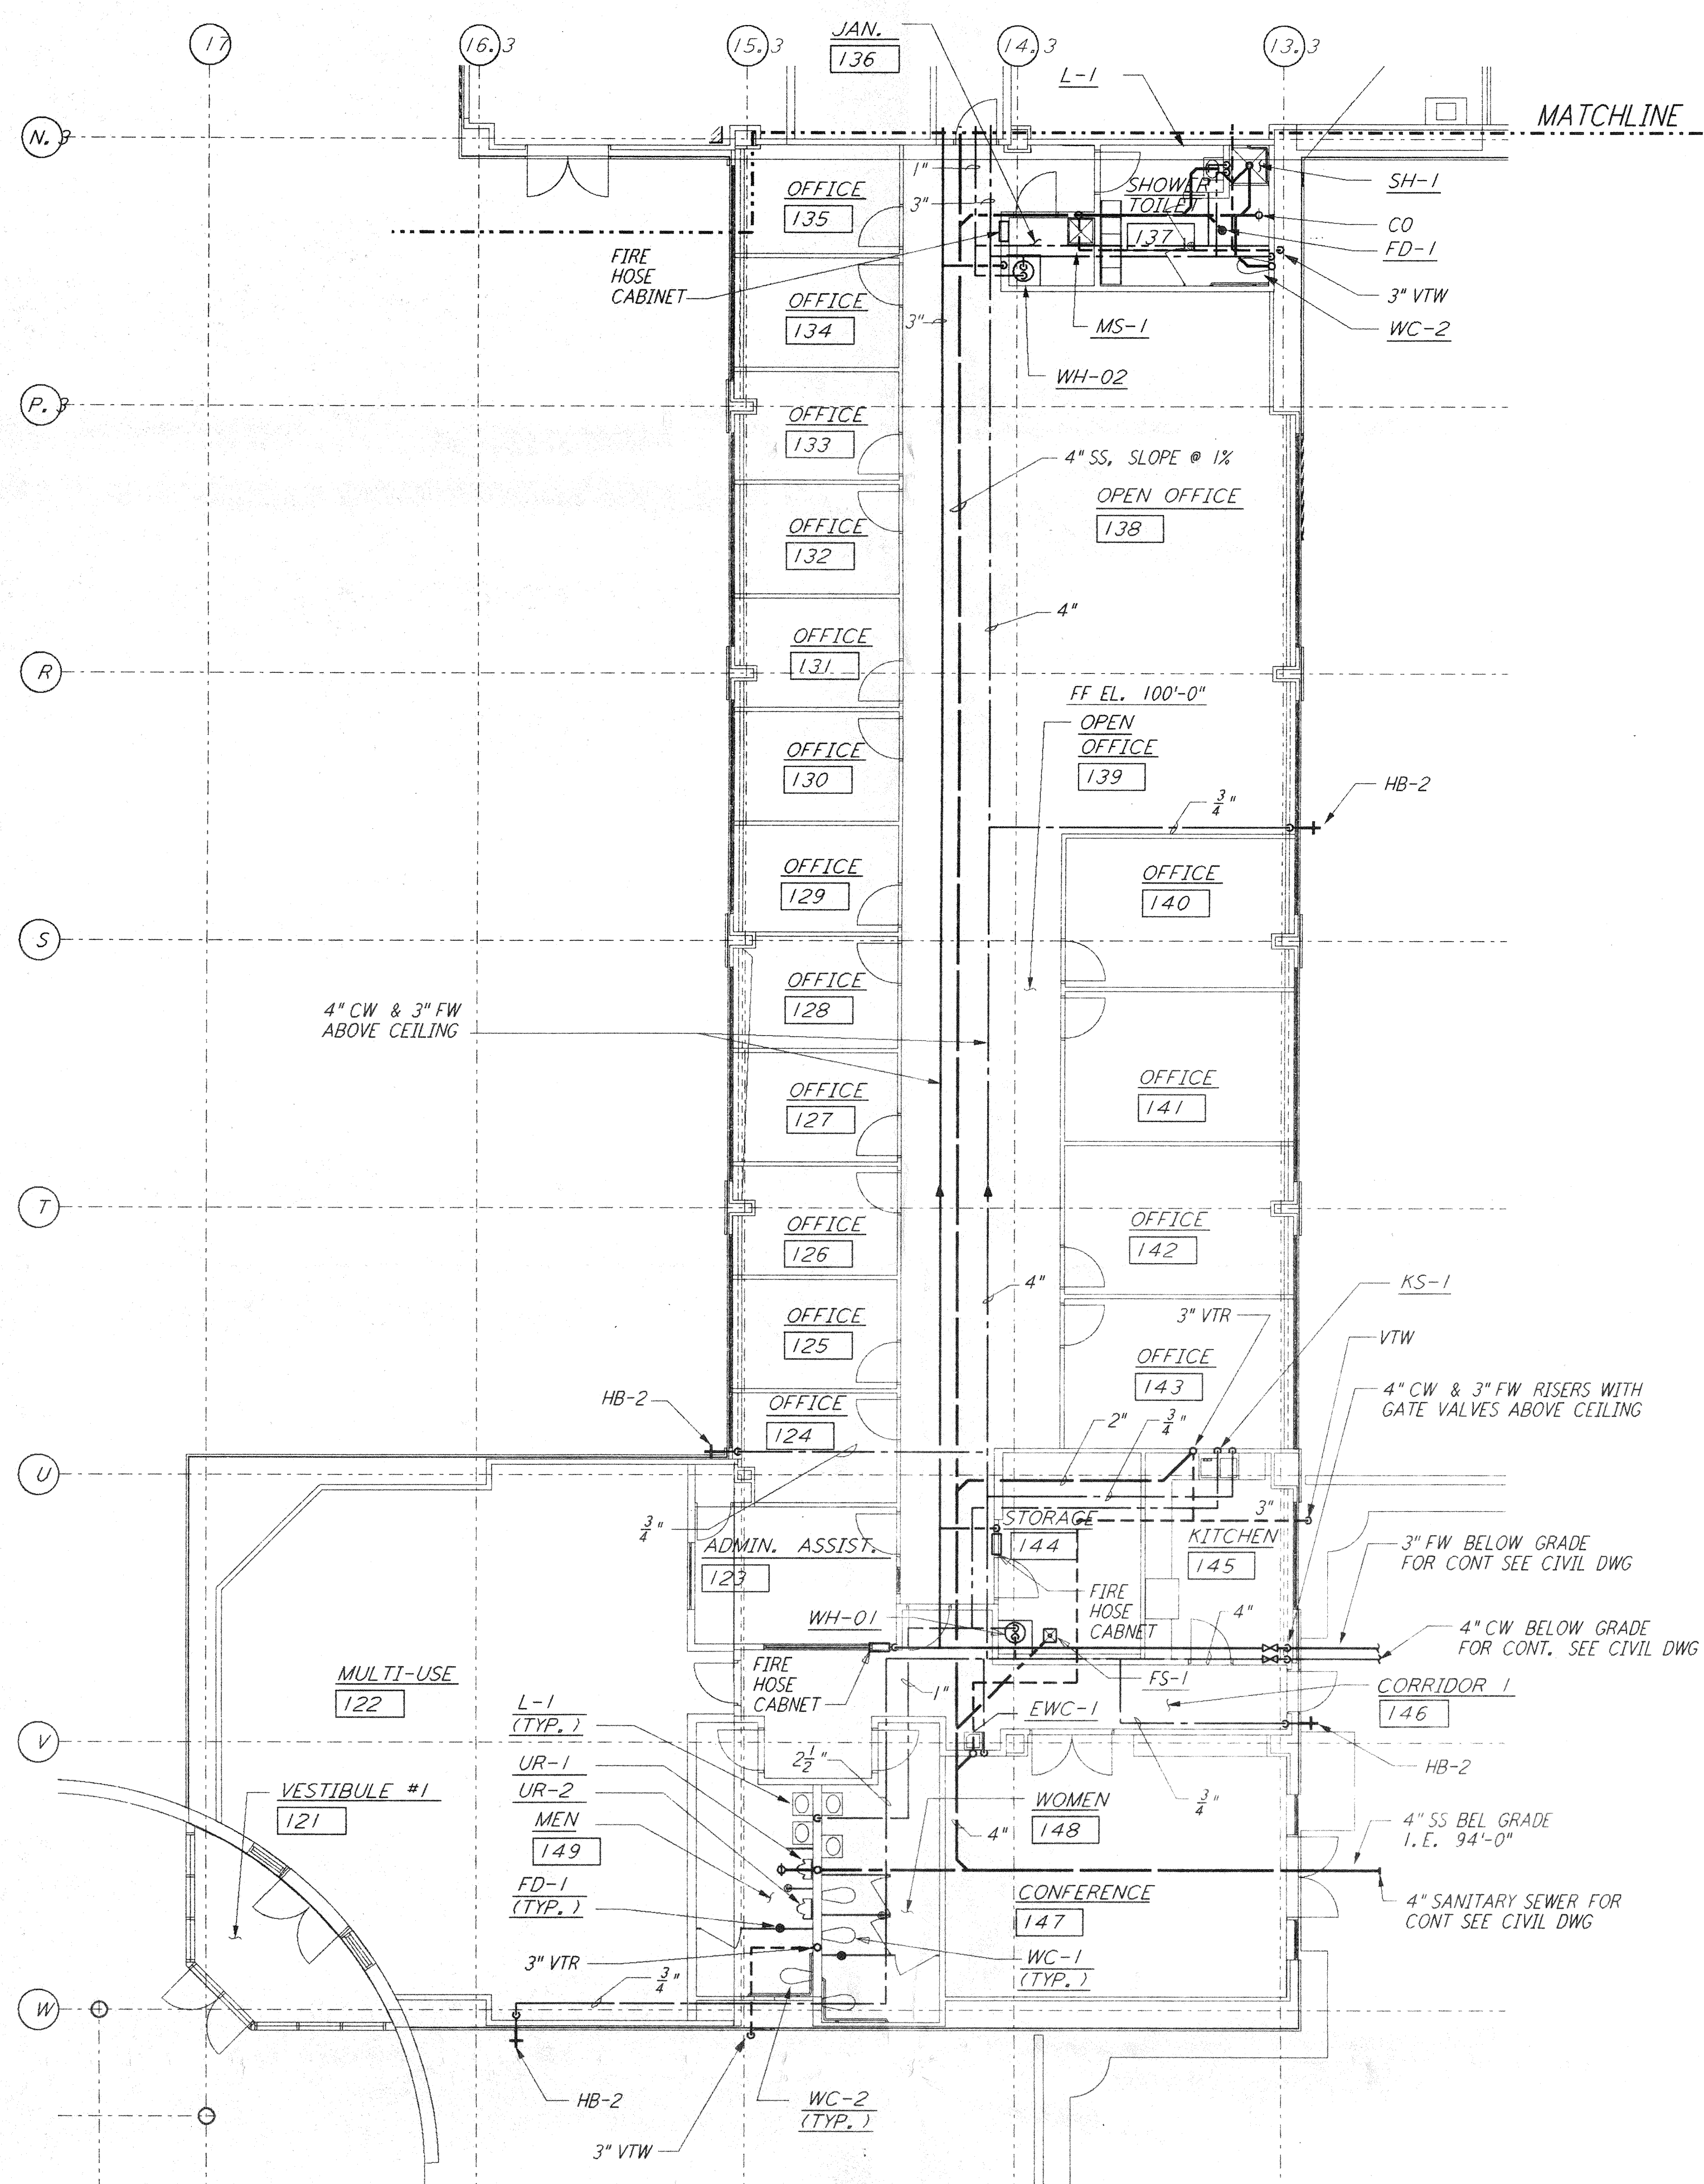 17
16.3
15.3
14.3
13.3
JAN.
136
L-1
MATCHLINE
N.3
1"
3"
OFFICE
135
SHOWER
TOILET
137
SH-1
CO
FD-1
3" VTW
WC-2
FIRE
HOSE
CABINET
OFFICE
134
3"
MS-1
WH-02
P.3
OFFICE
133
4" SS, SLOPE @ 1%
OPEN OFFICE
138
OFFICE
132
4"
OFFICE
131
R
FF EL. 100'-0"
OPEN
OFFICE
139
OFFICE
130
3/4"
HB-2
OFFICE
129
OFFICE
140
S
OFFICE
128
4" CW & 3" FW
ABOVE CEILING
OFFICE
127
OFFICE
141
T
OFFICE
126
OFFICE
142
4"
KS-1
3" VTR
VTW
OFFICE
125
OFFICE
143
4" CW & 3" FW RISERS WITH
GATE VALVES ABOVE CEILING
HB-2
OFFICE
124
2"
3/4"
U
3/4"
3"
STORAGE
144
KITCHEN
145
ADMIN. ASSIST.
123
3" FW BELOW GRADE
FOR CONT SEE CIVIL DWG
FIRE
HOSE
CABNET
WH-01
4"
4" CW BELOW GRADE
FOR CONT. SEE CIVIL DWG
MULTI-USE
122
FIRE
HOSE
CABNET
1"
FS-1
CORRIDOR 1
146
L-1
(TYP.)
EWC-1
V
2 1/2"
HB-2
UR-1
UR-2
VESTIBULE #1
121
MEN
149
WOMEN
148
3/4"
4"
4" SS BEL GRADE
I.E. 94'-0"
FD-1
(TYP.)
CONFERENCE
147
4" SANITARY SEWER FOR
CONT SEE CIVIL DWG
3" VTR
WC-1
(TYP.)
3/4"
W
HB-2
WC-2
(TYP.)
3" VTW